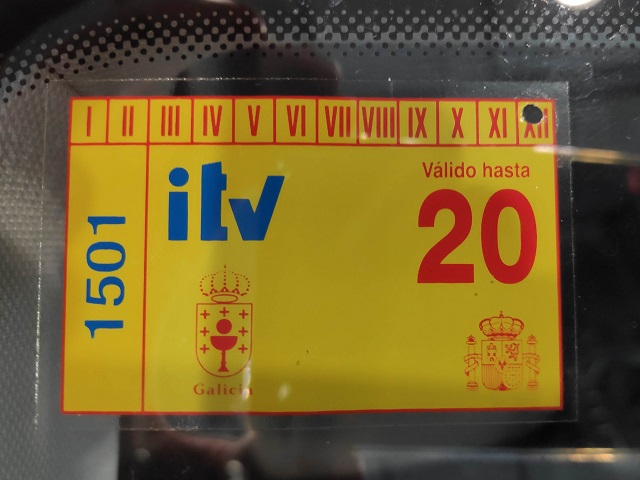 I II III IV V VI VII VIII IX X XI XII
itv
Válido hasta
20
1501
Galicia